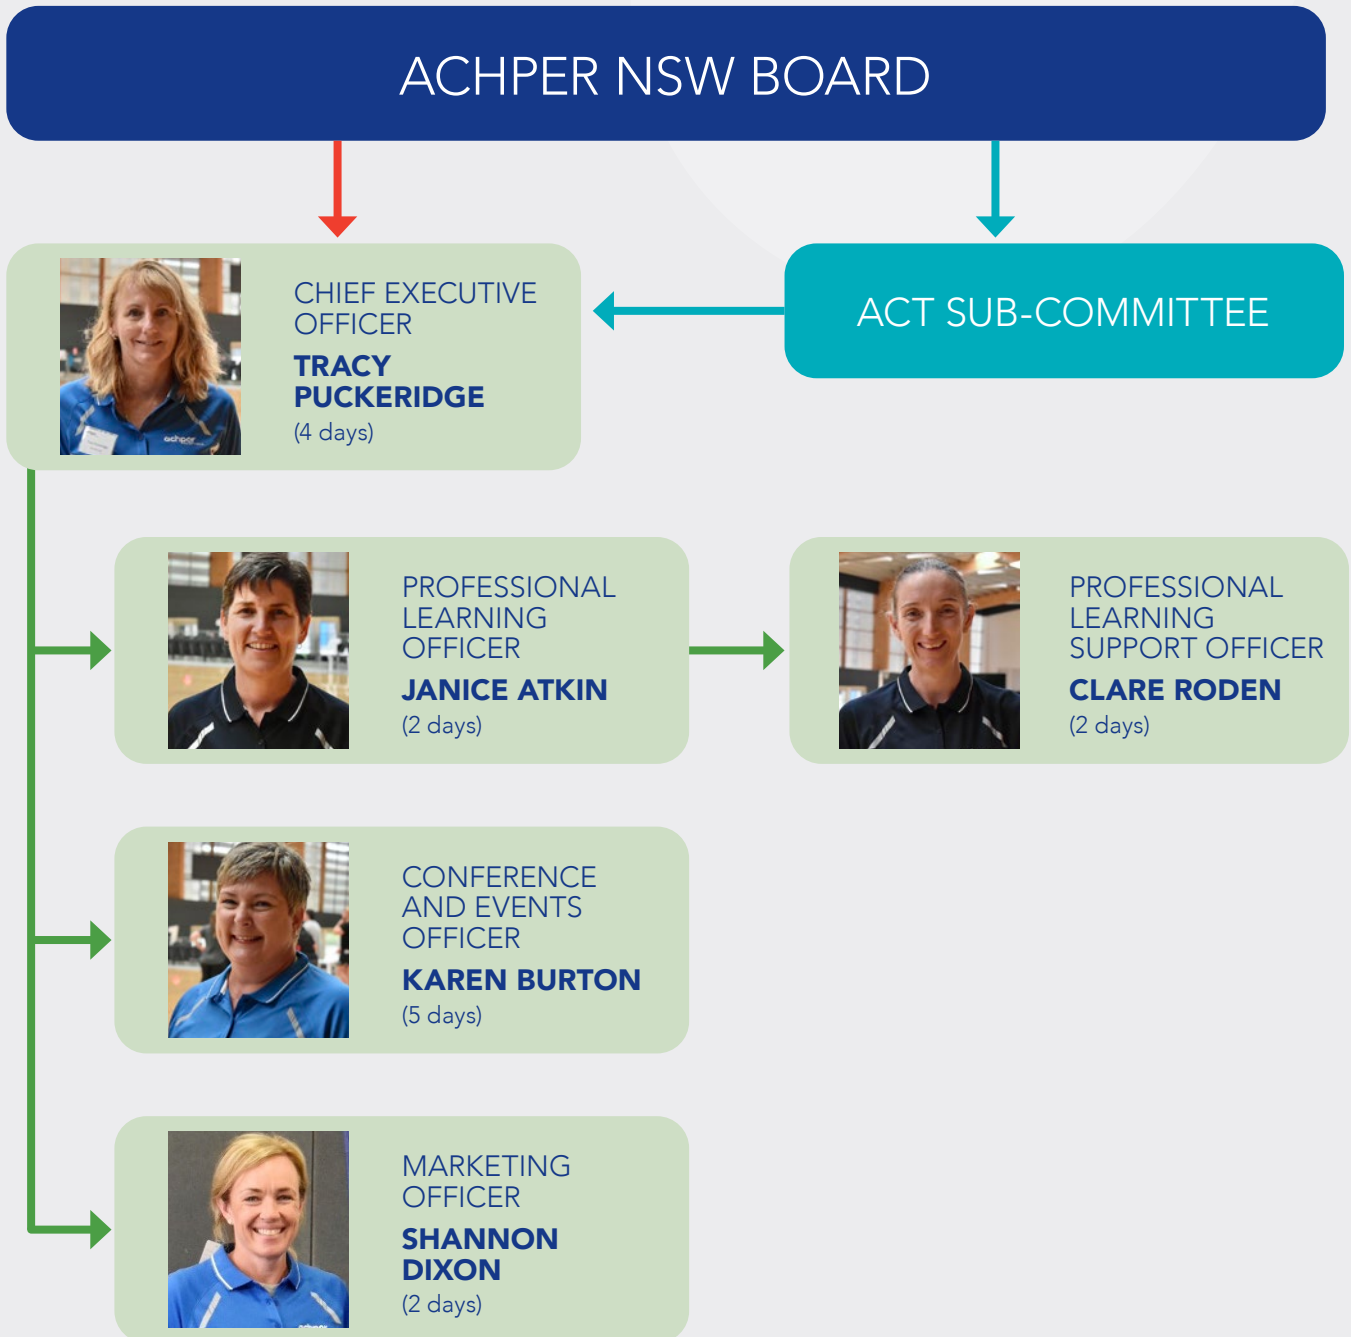 ACHPER NSW BOARD
CHIEF EXECUTIVE
OFFICER
TRACY
PUCKERIDGE
(4 days)
achper
ACT SUB-COMMITTEE
PROFESSIONAL
LEARNING
OFFICER
JANICE ATKIN
(2 days)
PROFESSIONAL
LEARNING
SUPPORT OFFICER
CLARE RODEN
(2 days)
CONFERENCE
AND EVENTS
OFFICER
KAREN BURTON
(5 days)
MARKETING
OFFICER
SHANNON
DIXON
(2 days)